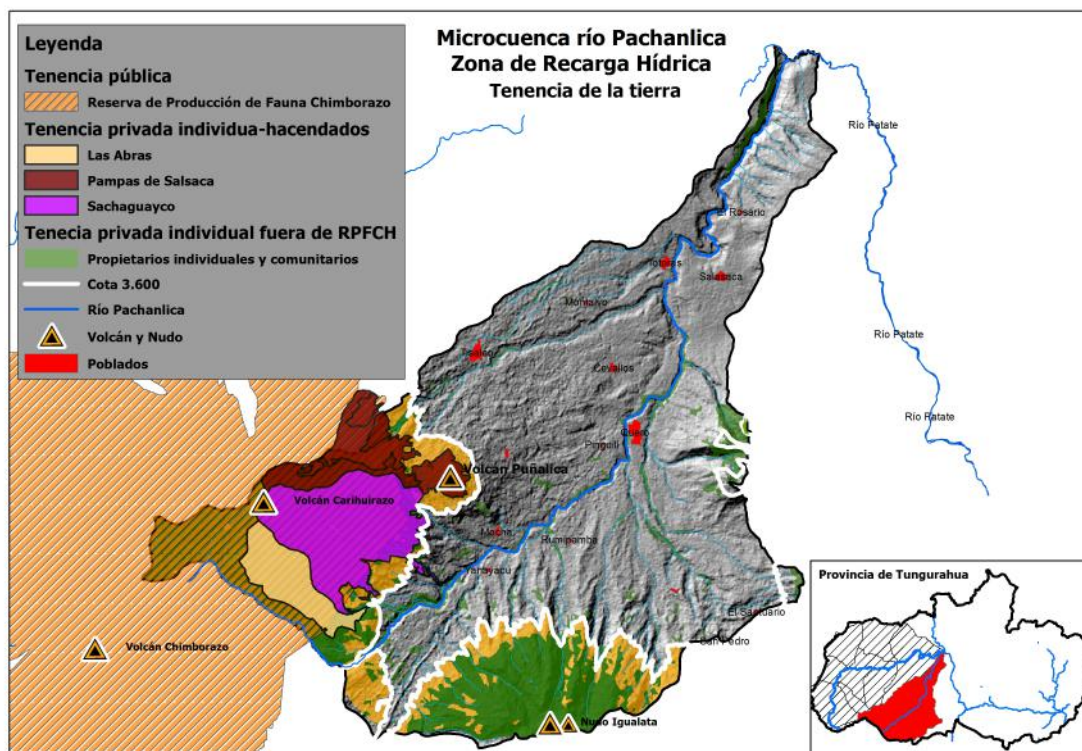 Leyenda
Tenencia pública
Reserva de Producción de Fauna Chimborazo
Tenencia privada individua-hacendados
Las Abras
Pampas de Salsaca
Sachaguayco
Tenecia privada individual fuera de RPFCH
Propietarios individuales y comunitarios
Cota 3.600
Río Pachanlica
Volcán y Nudo
Poblados
Microcuenca río Pachanlica
Zona de Recarga Hídrica
Tenencia de la tierra
Río Patate
El Rosario
Salasaca
Montalvo
Río Patate
Cevallos
Río Patate
Quero
Pinguilí
Volcán Puñalica
Volcán Carihuirazo
Mocha
Rumipamba
Yanayacu
El Santuario
San Pedro
Volcán Chimborazo
Nudo Igualata
Provincia de Tungurahua